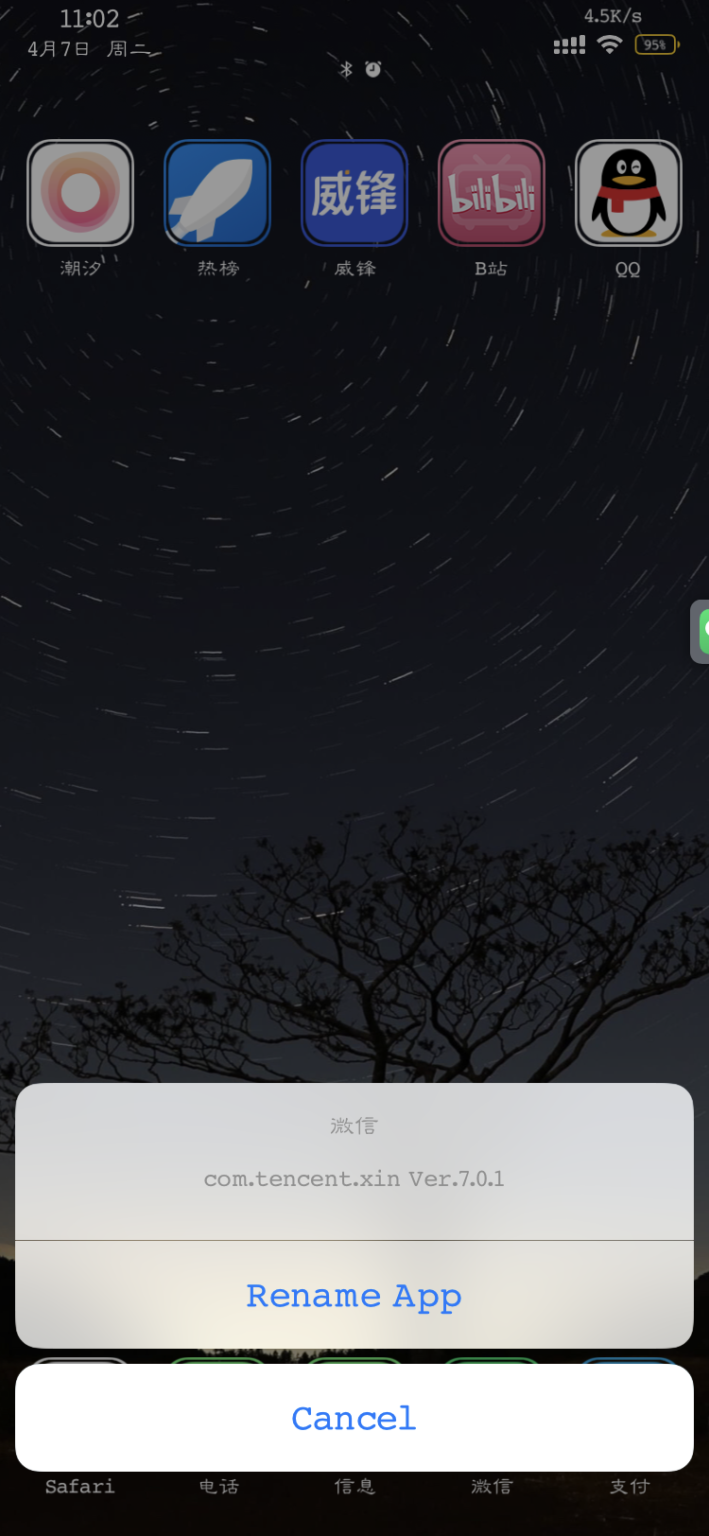 11:02
4.5K/s
4月7日 周二
95%
威锋
bilibili
潮汐
热榜
威锋
B站
QQ
微信
com.tencent.xin Ver.7.0.1
Rename App
Cancel
Safari
电话
信息
微信
支付